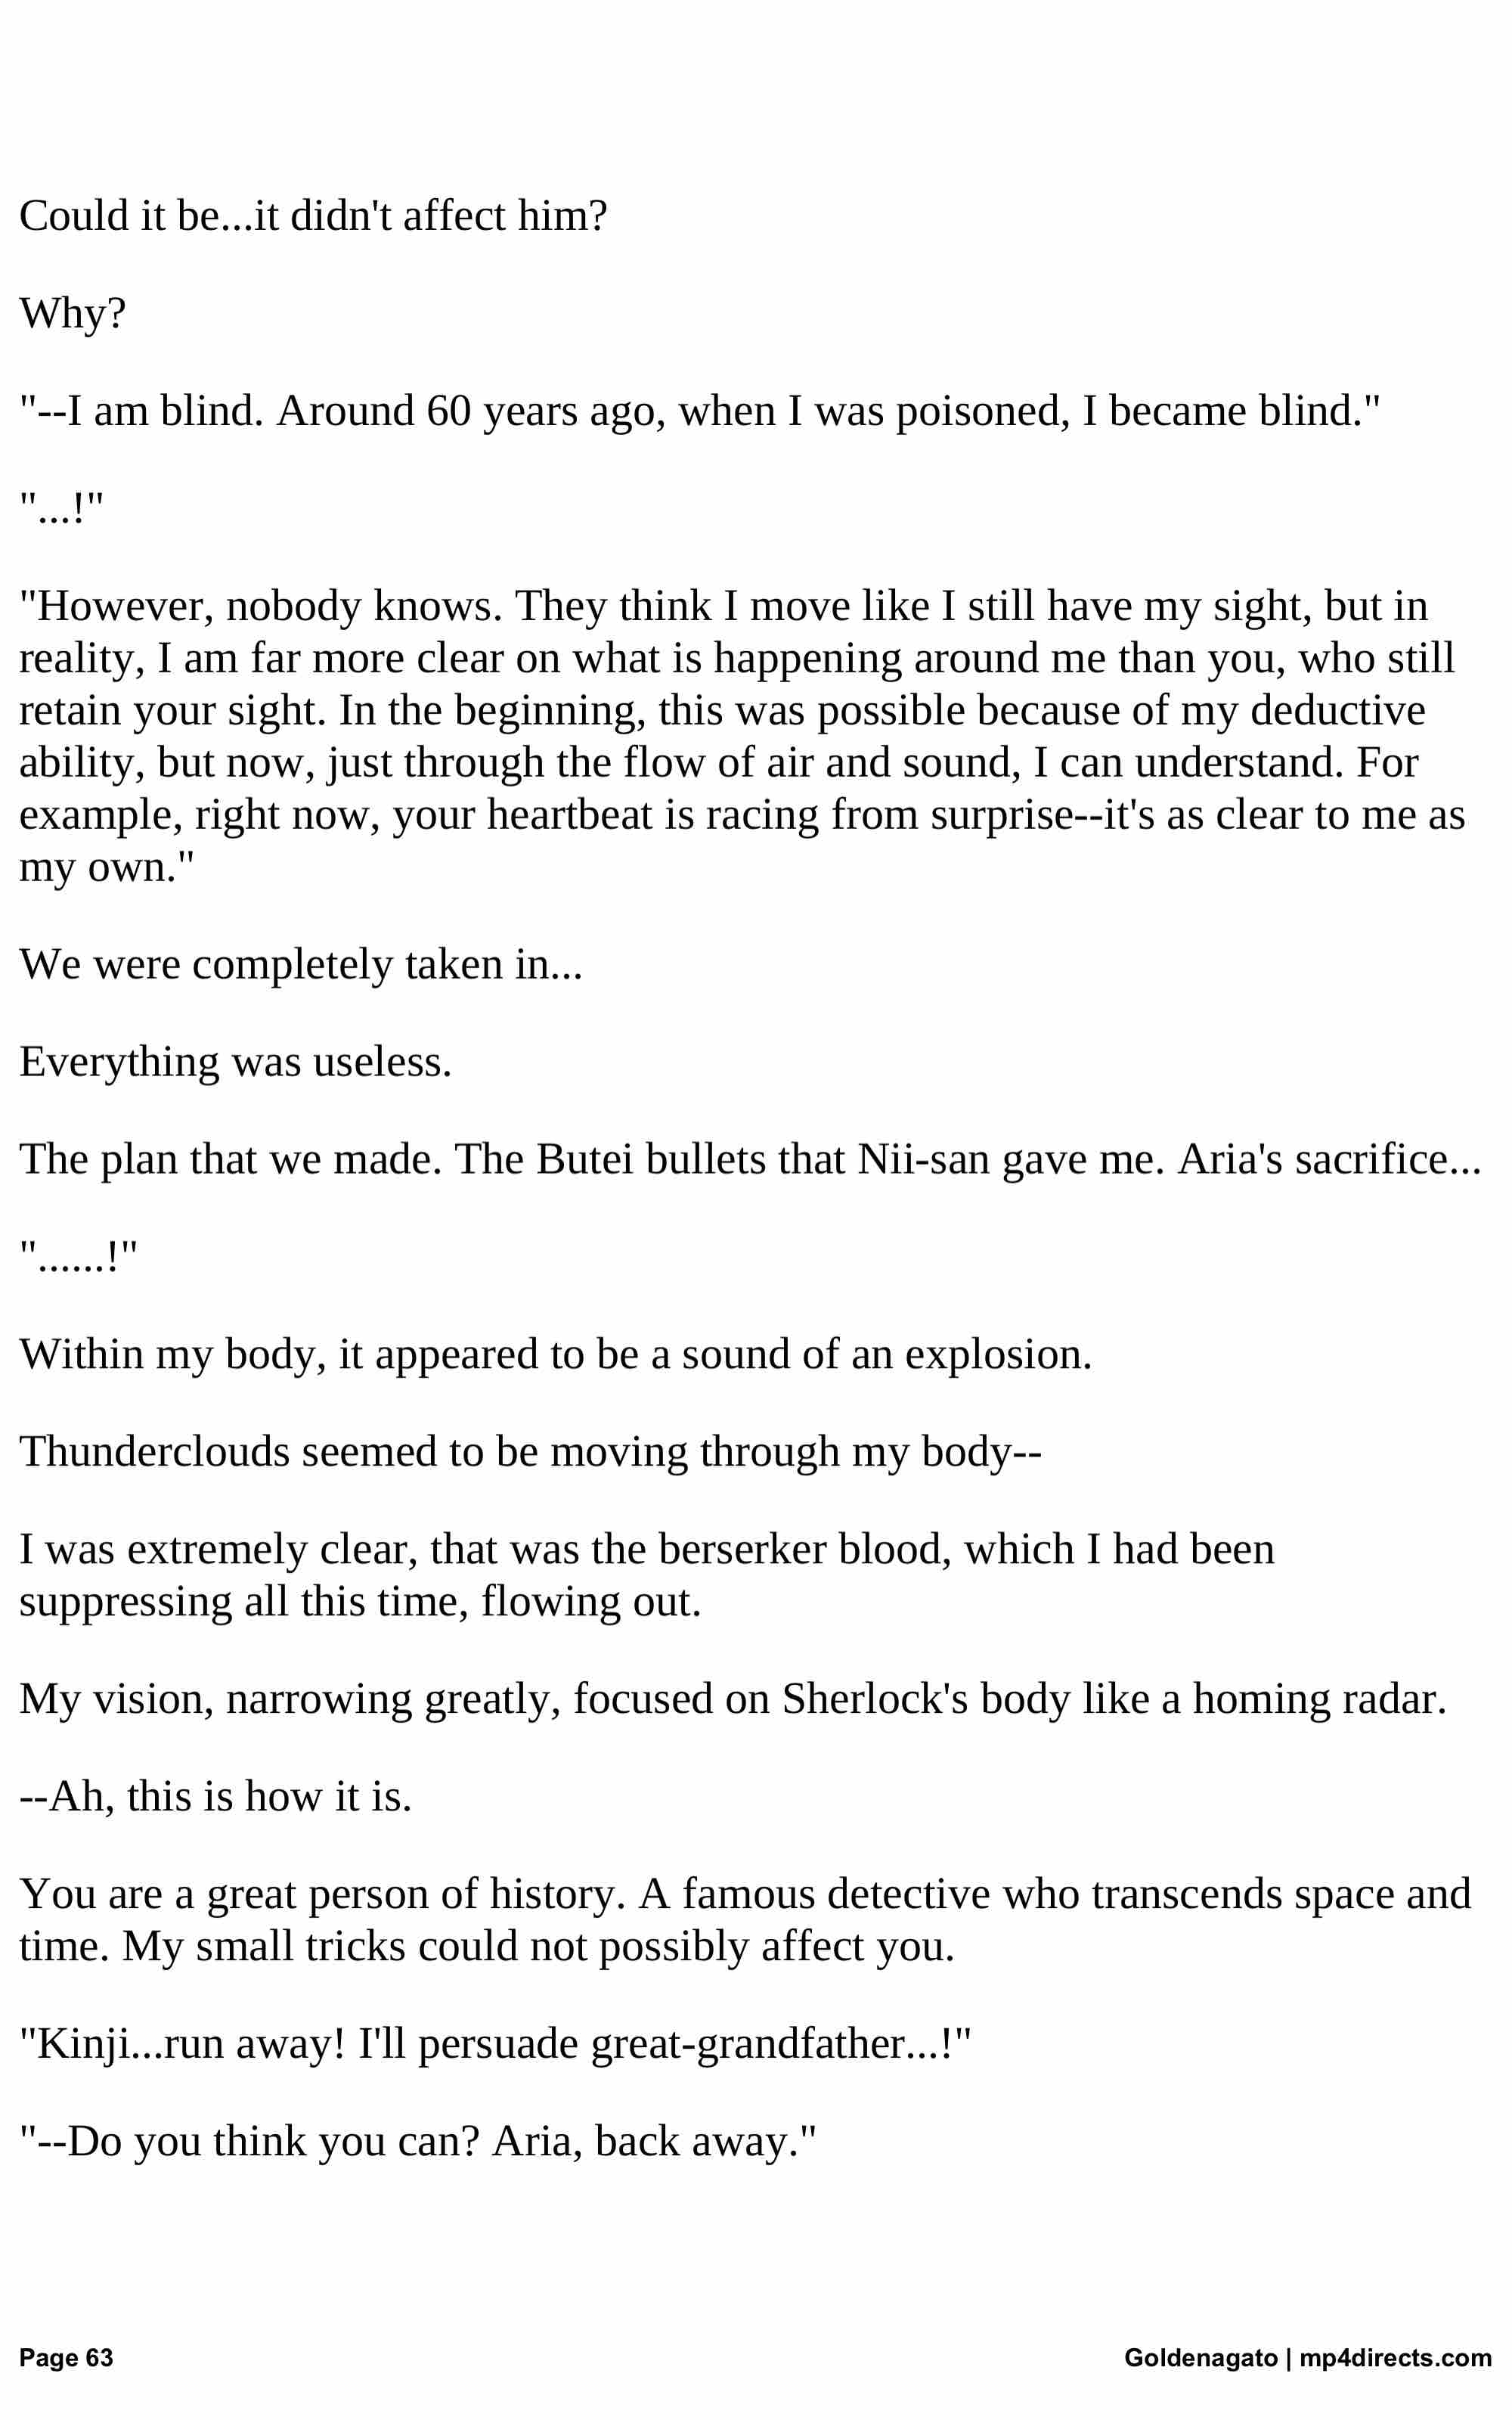 Could it be...it didn't affect him?
Why?
"--I am blind. Around 60 years ago, when I was poisoned, I became blind."
"...!"
"However, nobody knows. They think I move like I still have my sight, but in
reality, I am far more clear on what is happening around me than you, who still
retain your sight. In the beginning, this was possible because of my deductive
ability, but now, just through the flow of air and sound, I can understand. For
example, right now, your heartbeat is racing from surprise--it's as clear to me as
my own."
We were completely taken in...
Everything was useless.
The plan that we made. The Butei bullets that Nii-san gave me. Aria's sacrifice...
"......!"
Within my body, it appeared to be a sound of an explosion.
Thunderclouds seemed to be moving through my body--
I was extremely clear, that was the berserker blood, which I had been
suppressing all this time, flowing out.
My vision, narrowing greatly, focused on Sherlock's body like a homing radar.
--Ah, this is how it is.
You are a great person of history. A famous detective who transcends space and
time. My small tricks could not possibly affect you.
"Kinji...run away! I'll persuade great-grandfather...!"
"--Do you think you can? Aria, back away."
Page 63
Goldenagato | mp4directs.com